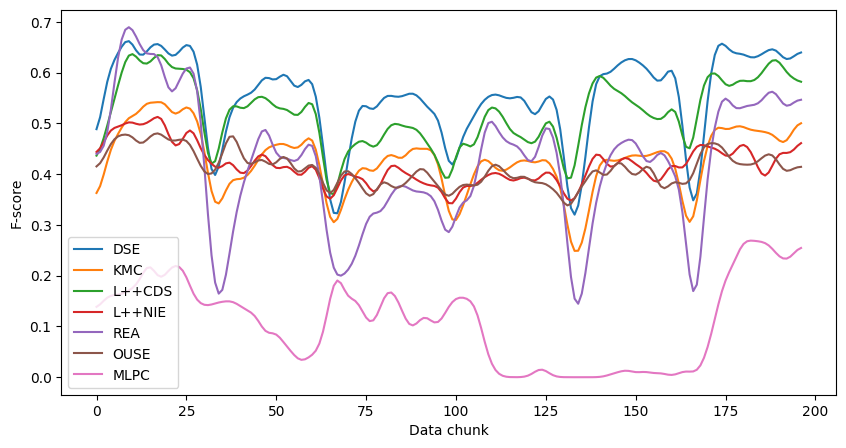 0.7
0.6
0.5
0.4
0.3
0.2
0.1
0.0
F-score
DSE
KMC
L++CDS
L++NIE
REA
OUSE
MLPC
0 25 50 75 100 125 150 175 200
Data chunk